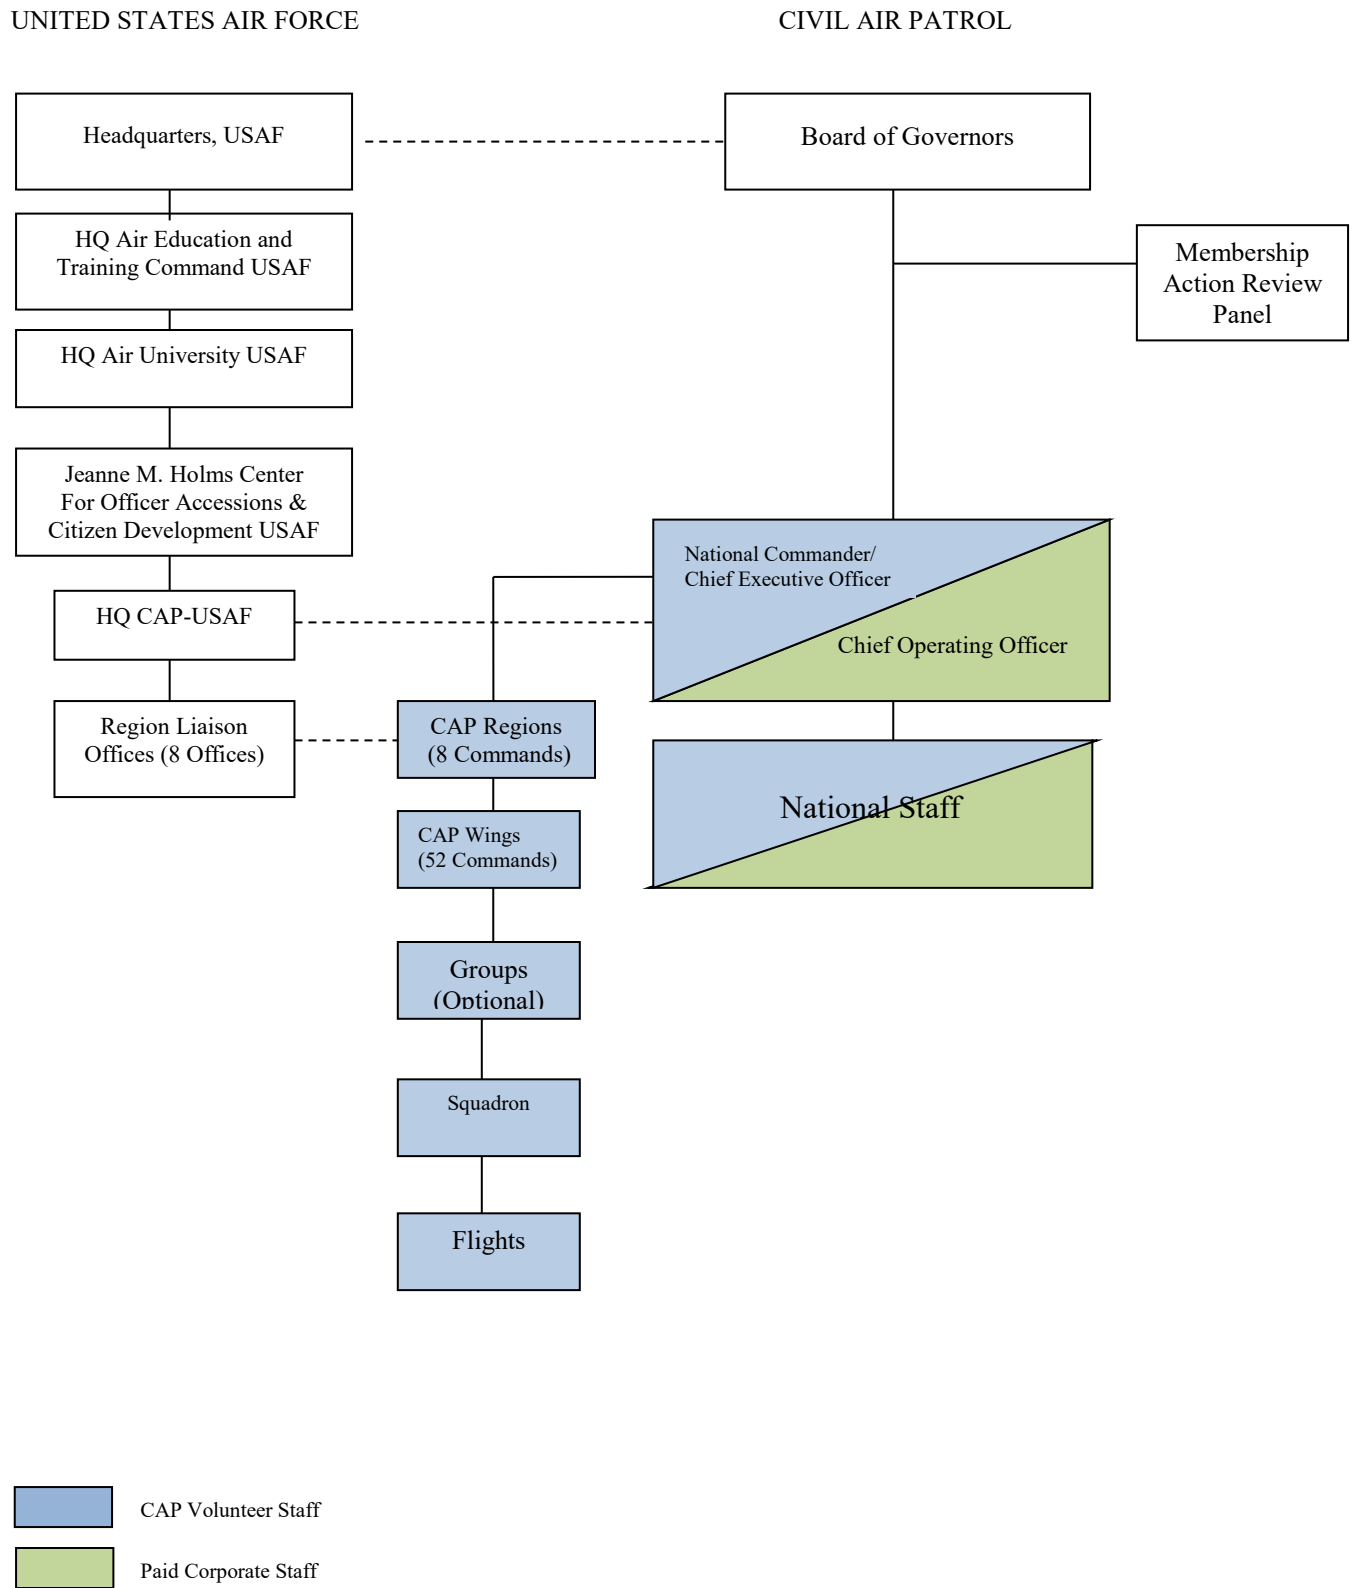 UNITED STATES AIR FORCE
CIVIL AIR PATROL
Headquarters, USAF
Board of Governors
HQ Air Education and
Training Command USAF
Membership
Action Review
Panel
HQ Air University USAF
Jeanne M. Holms Center
For Officer Accessions &
Citizen Development USAF
National Commander/
Chief Executive Officer
Chief Operating Officer
HQ CAP-USAF
Region Liaison
Offices (8 Offices)
CAP Regions
(8 Commands)
National Staff
CAP Wings
(52 Commands)
Groups
(Optional)
Squadron
Flights
CAP Volunteer Staff
Paid Corporate Staff